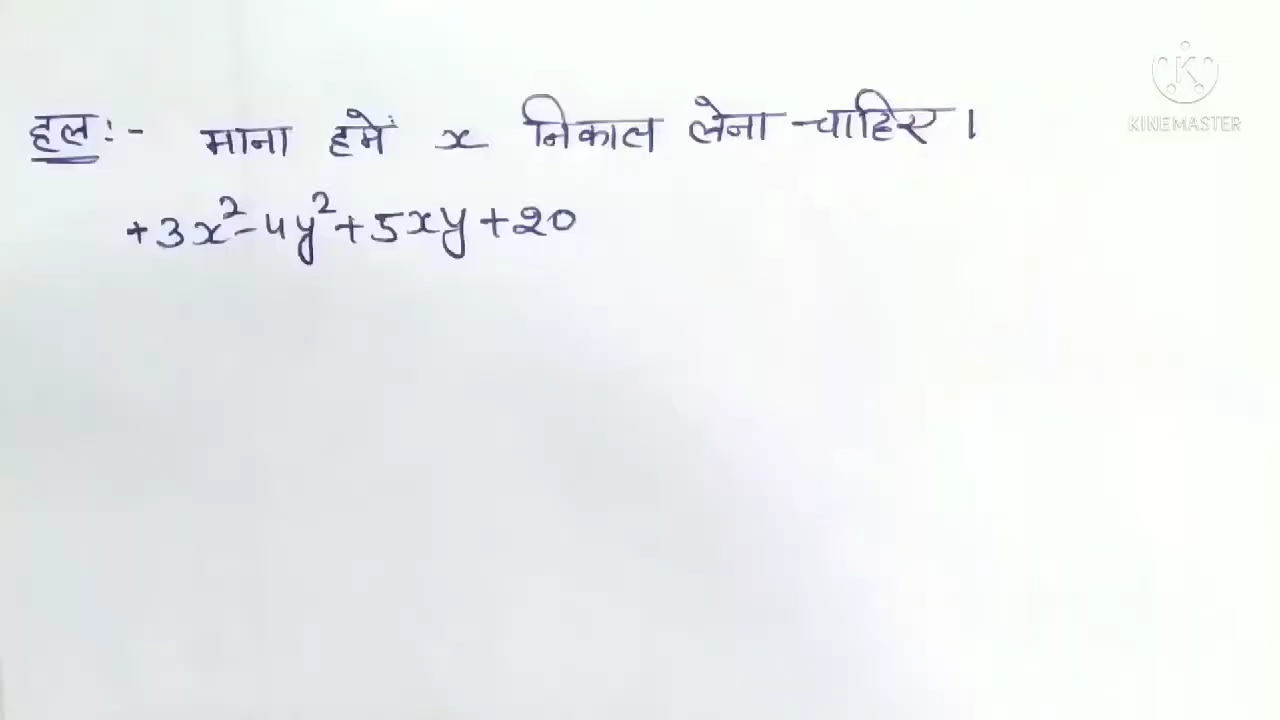 हल :- माना हमें x निकाल लेना चाहिए ।
+3x²-4y²+5xy+20
KINEMASTER